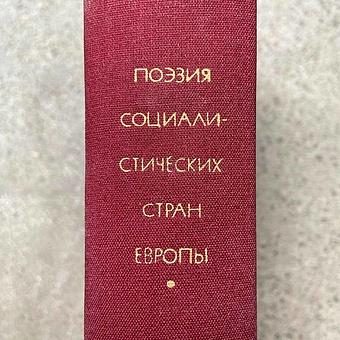 ПОЭЗИЯ
СОЦИАЛИ-
СТИЧЕСКИХ
СТРАН
ЕВРОПЫ